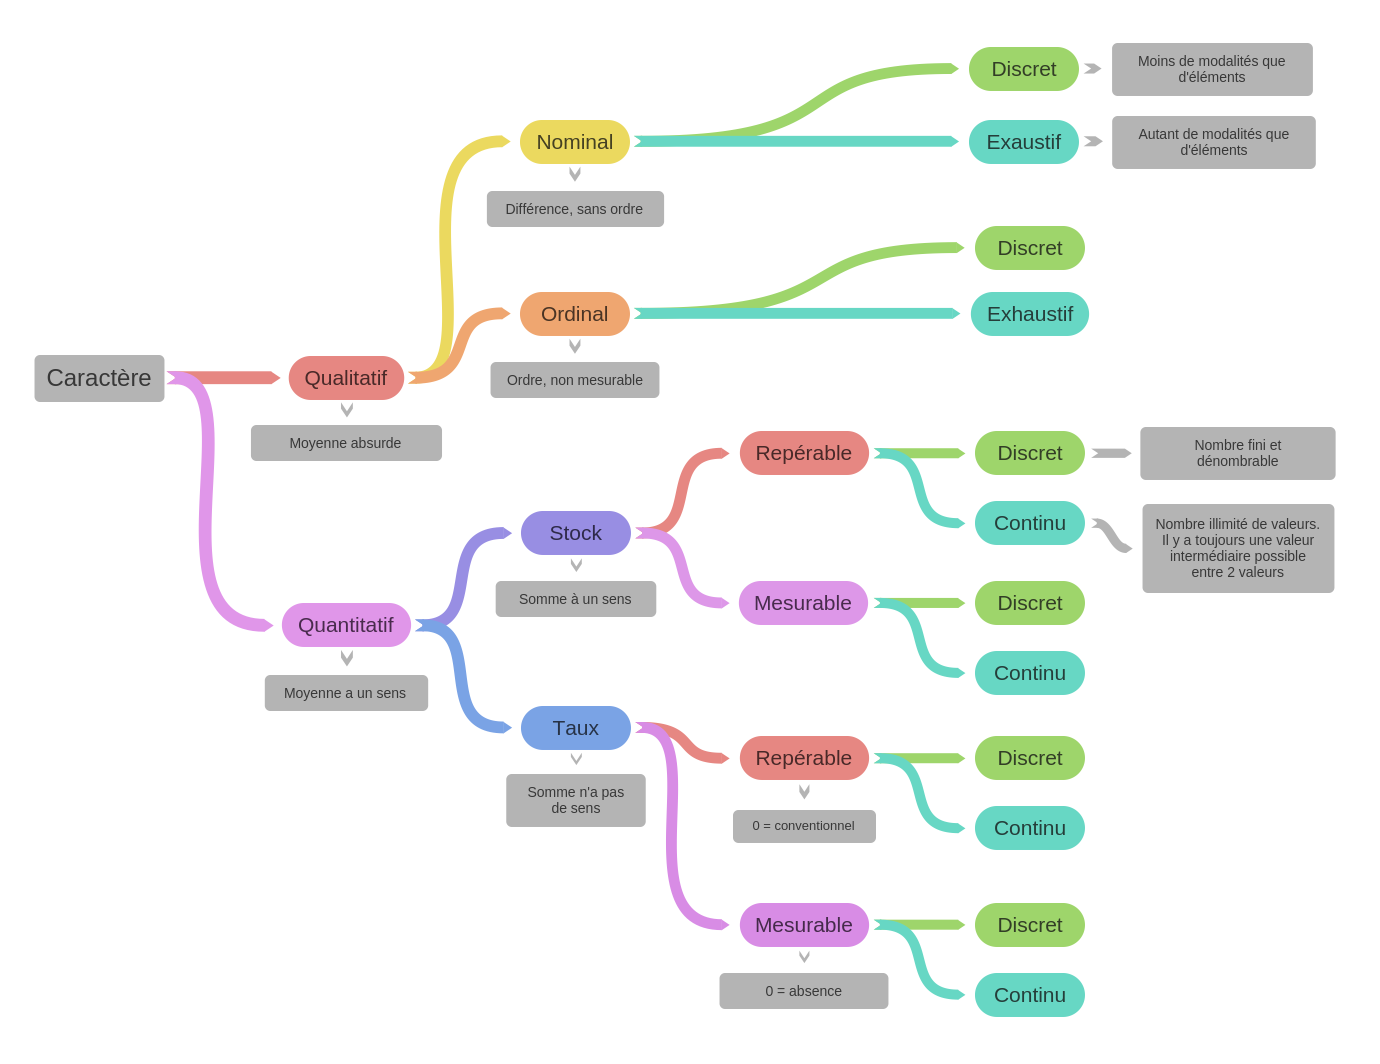 Discret
Moins de modalités que
d'éléments
Nominal
Exaustif
Autant de modalités que
d'éléments
Différence, sans ordre
Discret
Ordinal
Exhaustif
Ordre, non mesurable
Caractère
Qualitatif
Moyenne absurde
Repérable
Discret
Nombre fini et
dénombrable
Continu
Nombre illimité de valeurs.
Il y a toujours une valeur
intermédiaire possible
entre 2 valeurs
Stock
Somme à un sens
Mesurable
Discret
Continu
Quantitatif
Moyenne a un sens
Taux
Somme n'a pas
de sens
Repérable
0 = conventionnel
Discret
Continu
Mesurable
0 = absence
Discret
Continu